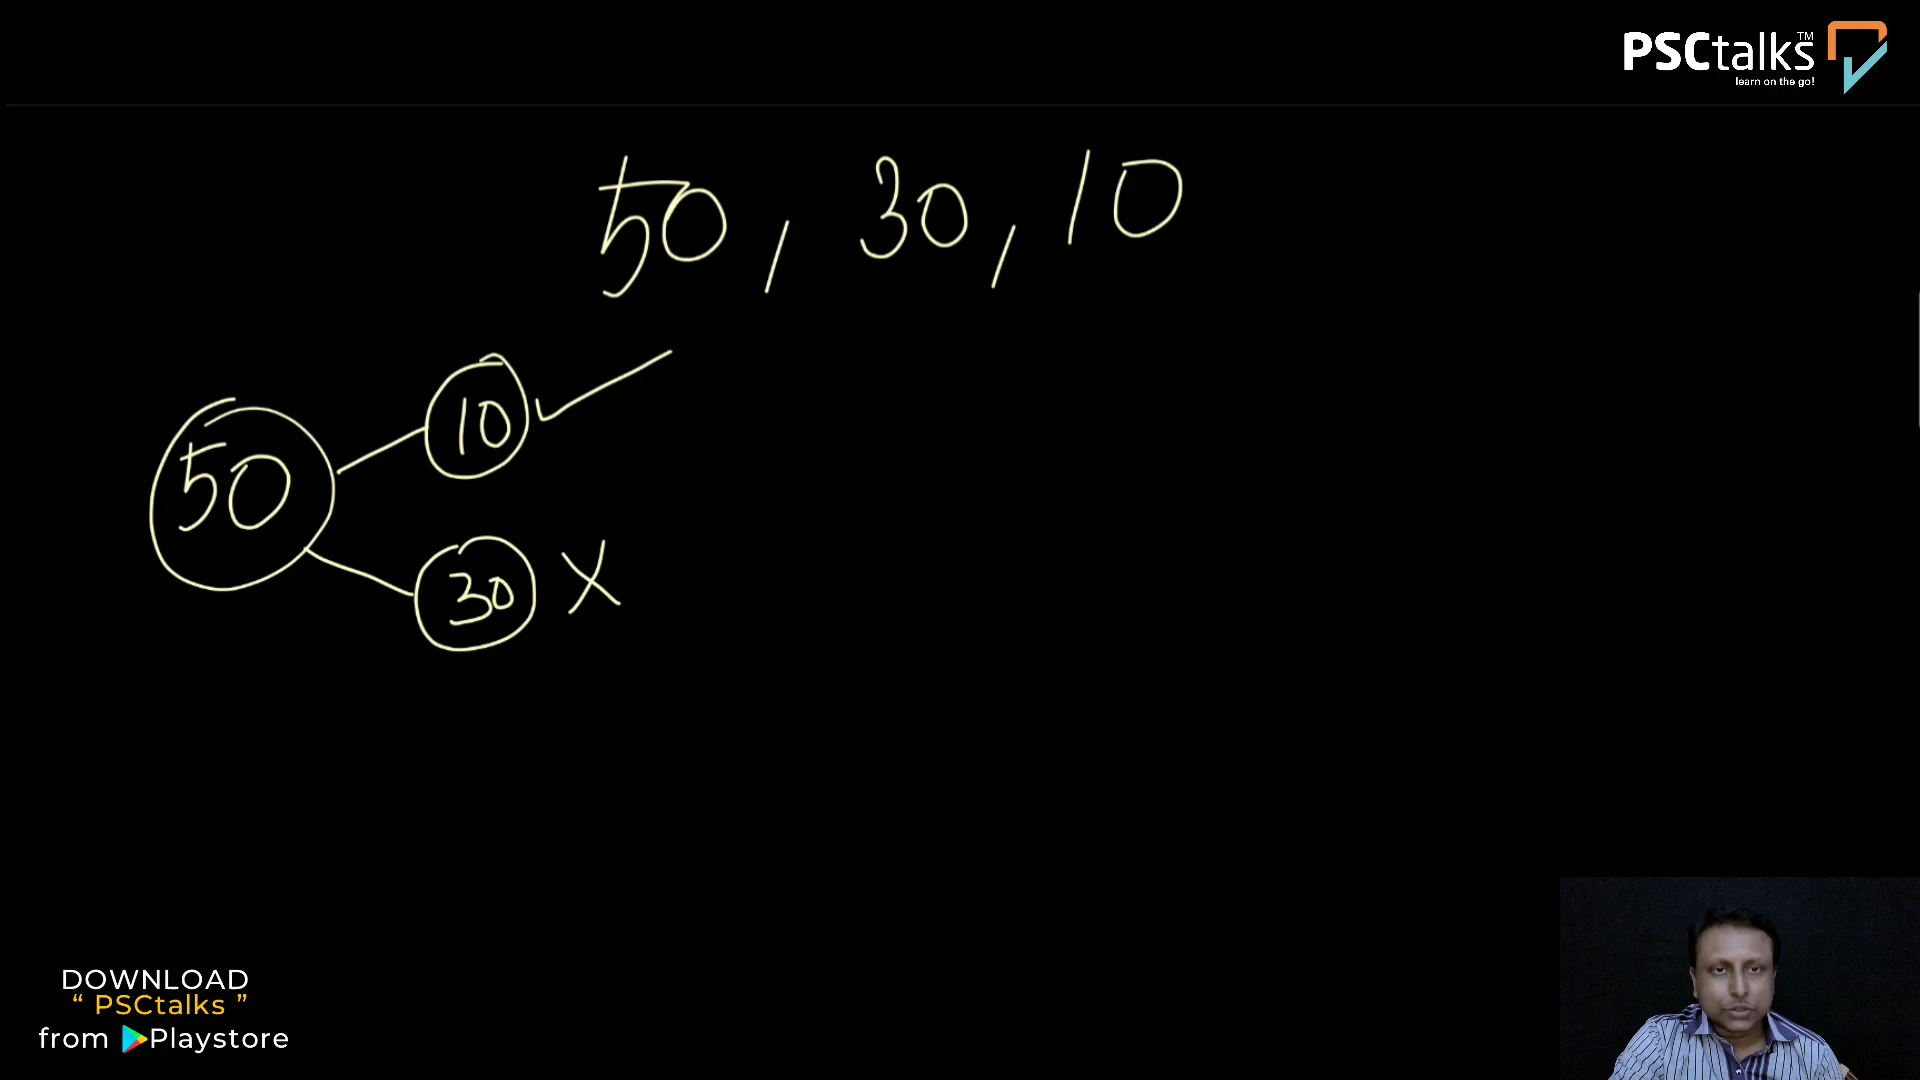 PSCtalks™
learn on the go!
50, 30, 10
10 ✓
50
30 X
DOWNLOAD
“ PSCtalks ”
from Playstore